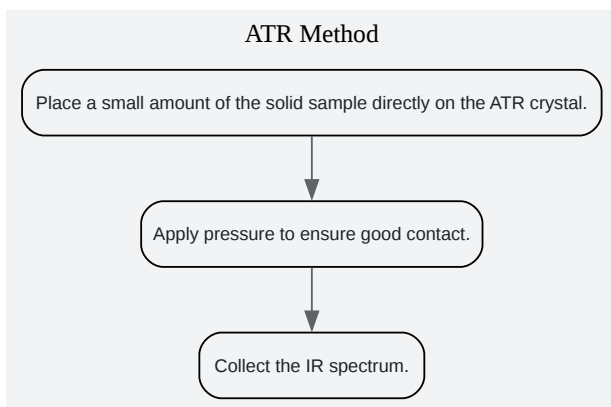 ATR Method
Place a small amount of the solid sample directly on the ATR crystal.
Apply pressure to ensure good contact.
Collect the IR spectrum.